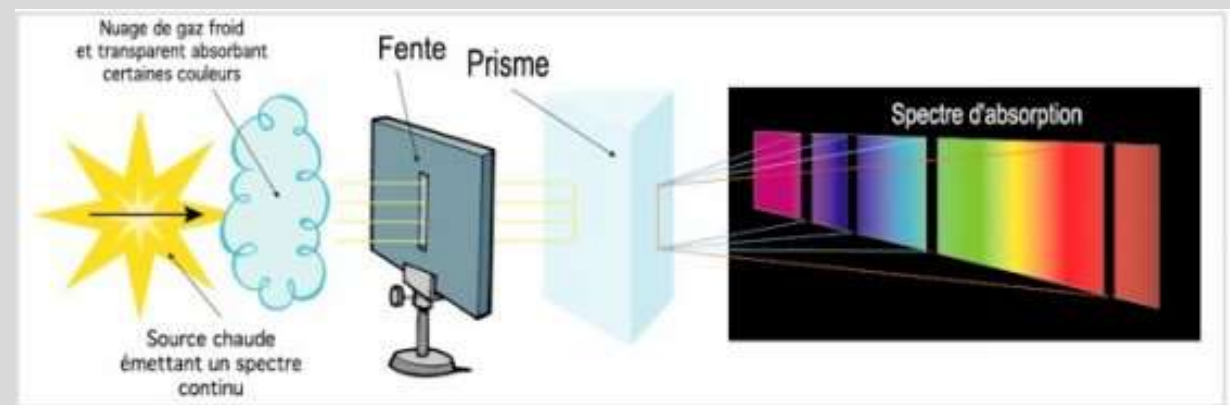 Nuage de gaz froid
et transparent absorbant
certaines couleurs
Fente
Prisme
Spectre d'absorption
Source chaude
émettant un spectre
continu